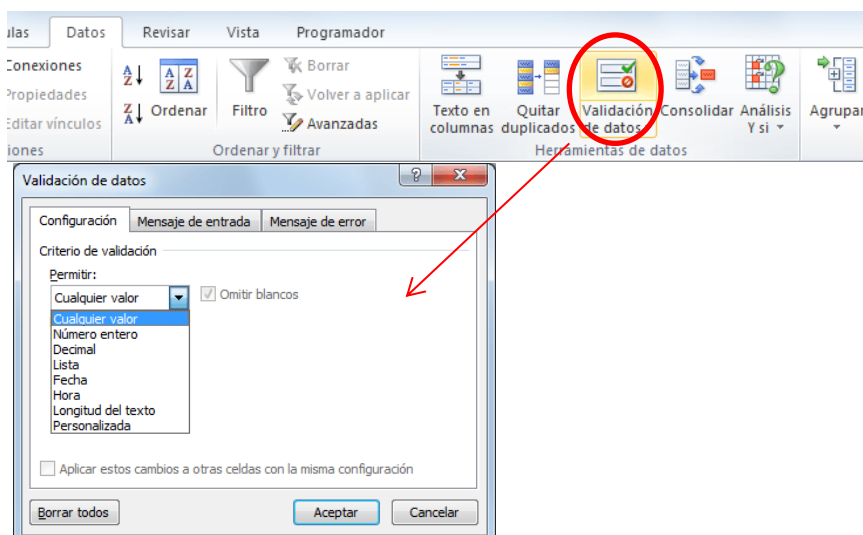 ulas Datos Revisar Vista Programador
Conexiones
Propiedades
Editar vínculos
iones
Ordenar
Filtro
Borrar
Volver a aplicar
Avanzadas
Ordenar y filtrar
Texto en
columnas
Quitar
duplicados
Validación
de datos
Consolidar
Análisis
Y si
Agrupar
Herramientas de datos
Validación de datos
Configuración Mensaje de entrada Mensaje de error
Criterio de validación
Permitir:
Cualquier valor Omitir blancos
Cualquier valor
Número entero
Decimal
Lista
Fecha
Hora
Longitud del texto
Personalizada
Aplicar estos cambios a otras celdas con la misma configuración
Borrar todos Aceptar Cancelar